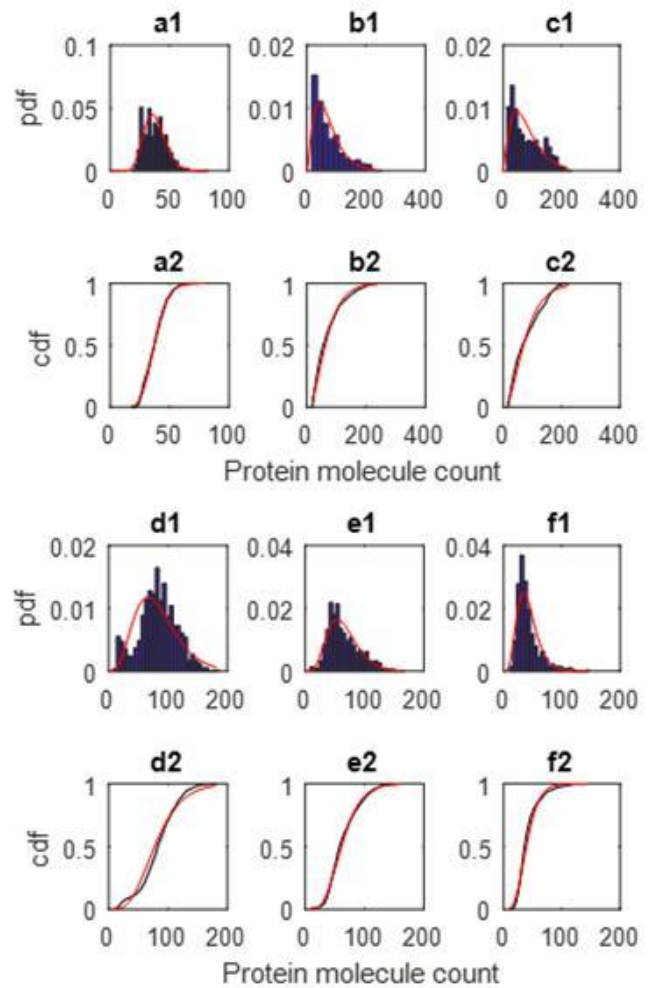 a1 b1 c1
0.1 0.02 0.02
pdf 0.05 0.01 0.01
0 0 0
0 50 100 0 200 400 0 200 400
a2 b2 c2
1 1 1
cdf 0.5 0.5 0.5
0 0 0
0 50 100 0 200 400 0 200 400
Protein molecule count
d1 e1 f1
0.02 0.04 0.04
pdf 0.01 0.02 0.02
0 0 0
0 100 200 0 100 200 0 100 200
d2 e2 f2
1 1 1
cdf 0.5 0.5 0.5
0 0 0
0 100 200 0 100 200 0 100 200
Protein molecule count